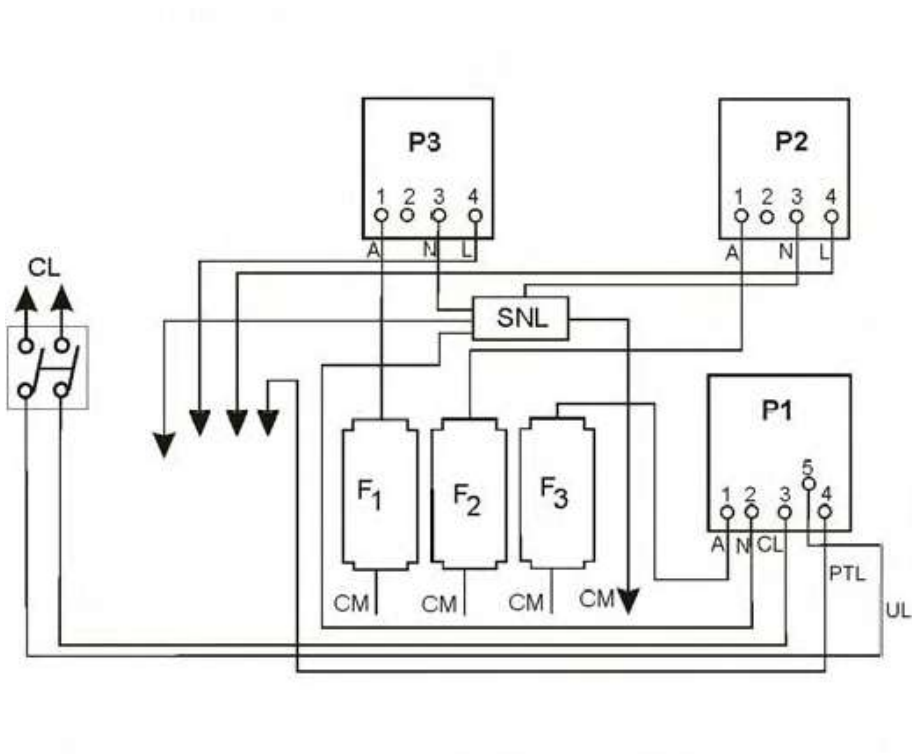 P3
1 2 3 4
A N L
P2
1 2 3 4
A N L
CL
SNL
P1
5
1 2 3 4
A N CL
PTL
UL
F1
F2
F3
CM
CM
CM
CM